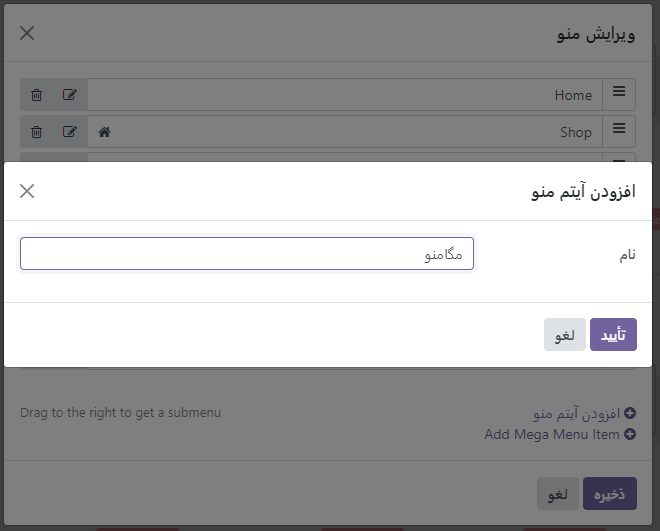 ویرایش منو
Home
Shop
افزودن آیتم منو
نام
مگامنو
تأیید
لغو
افزودن آیتم منو
Drag to the right to get a submenu
Add Mega Menu Item
ذخیره
لغو